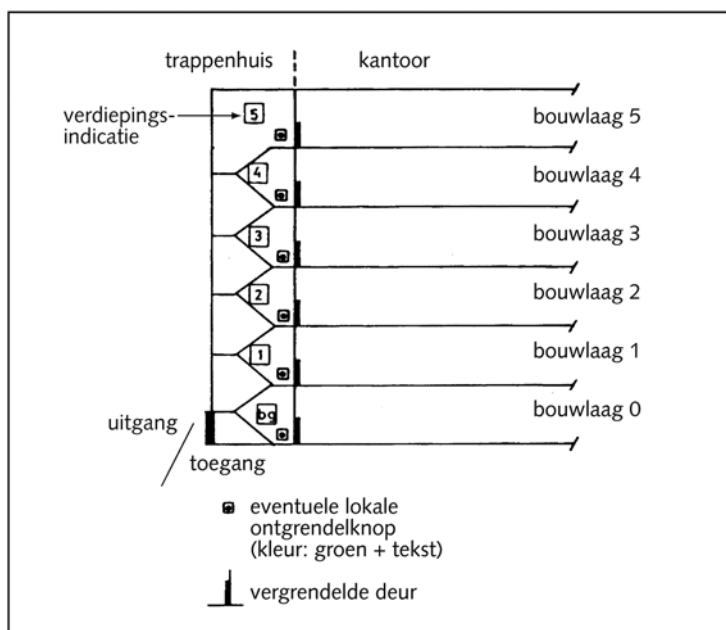 trappenhuis
kantoor
verdiepings-
indicatie
5
bouwlaag 5
4
bouwlaag 4
3
bouwlaag 3
2
bouwlaag 2
1
bouwlaag 1
bg
bouwlaag 0
uitgang
toegang
eventuele lokale
ontgrendelknop
(kleur: groen + tekst)
vergrendelde deur